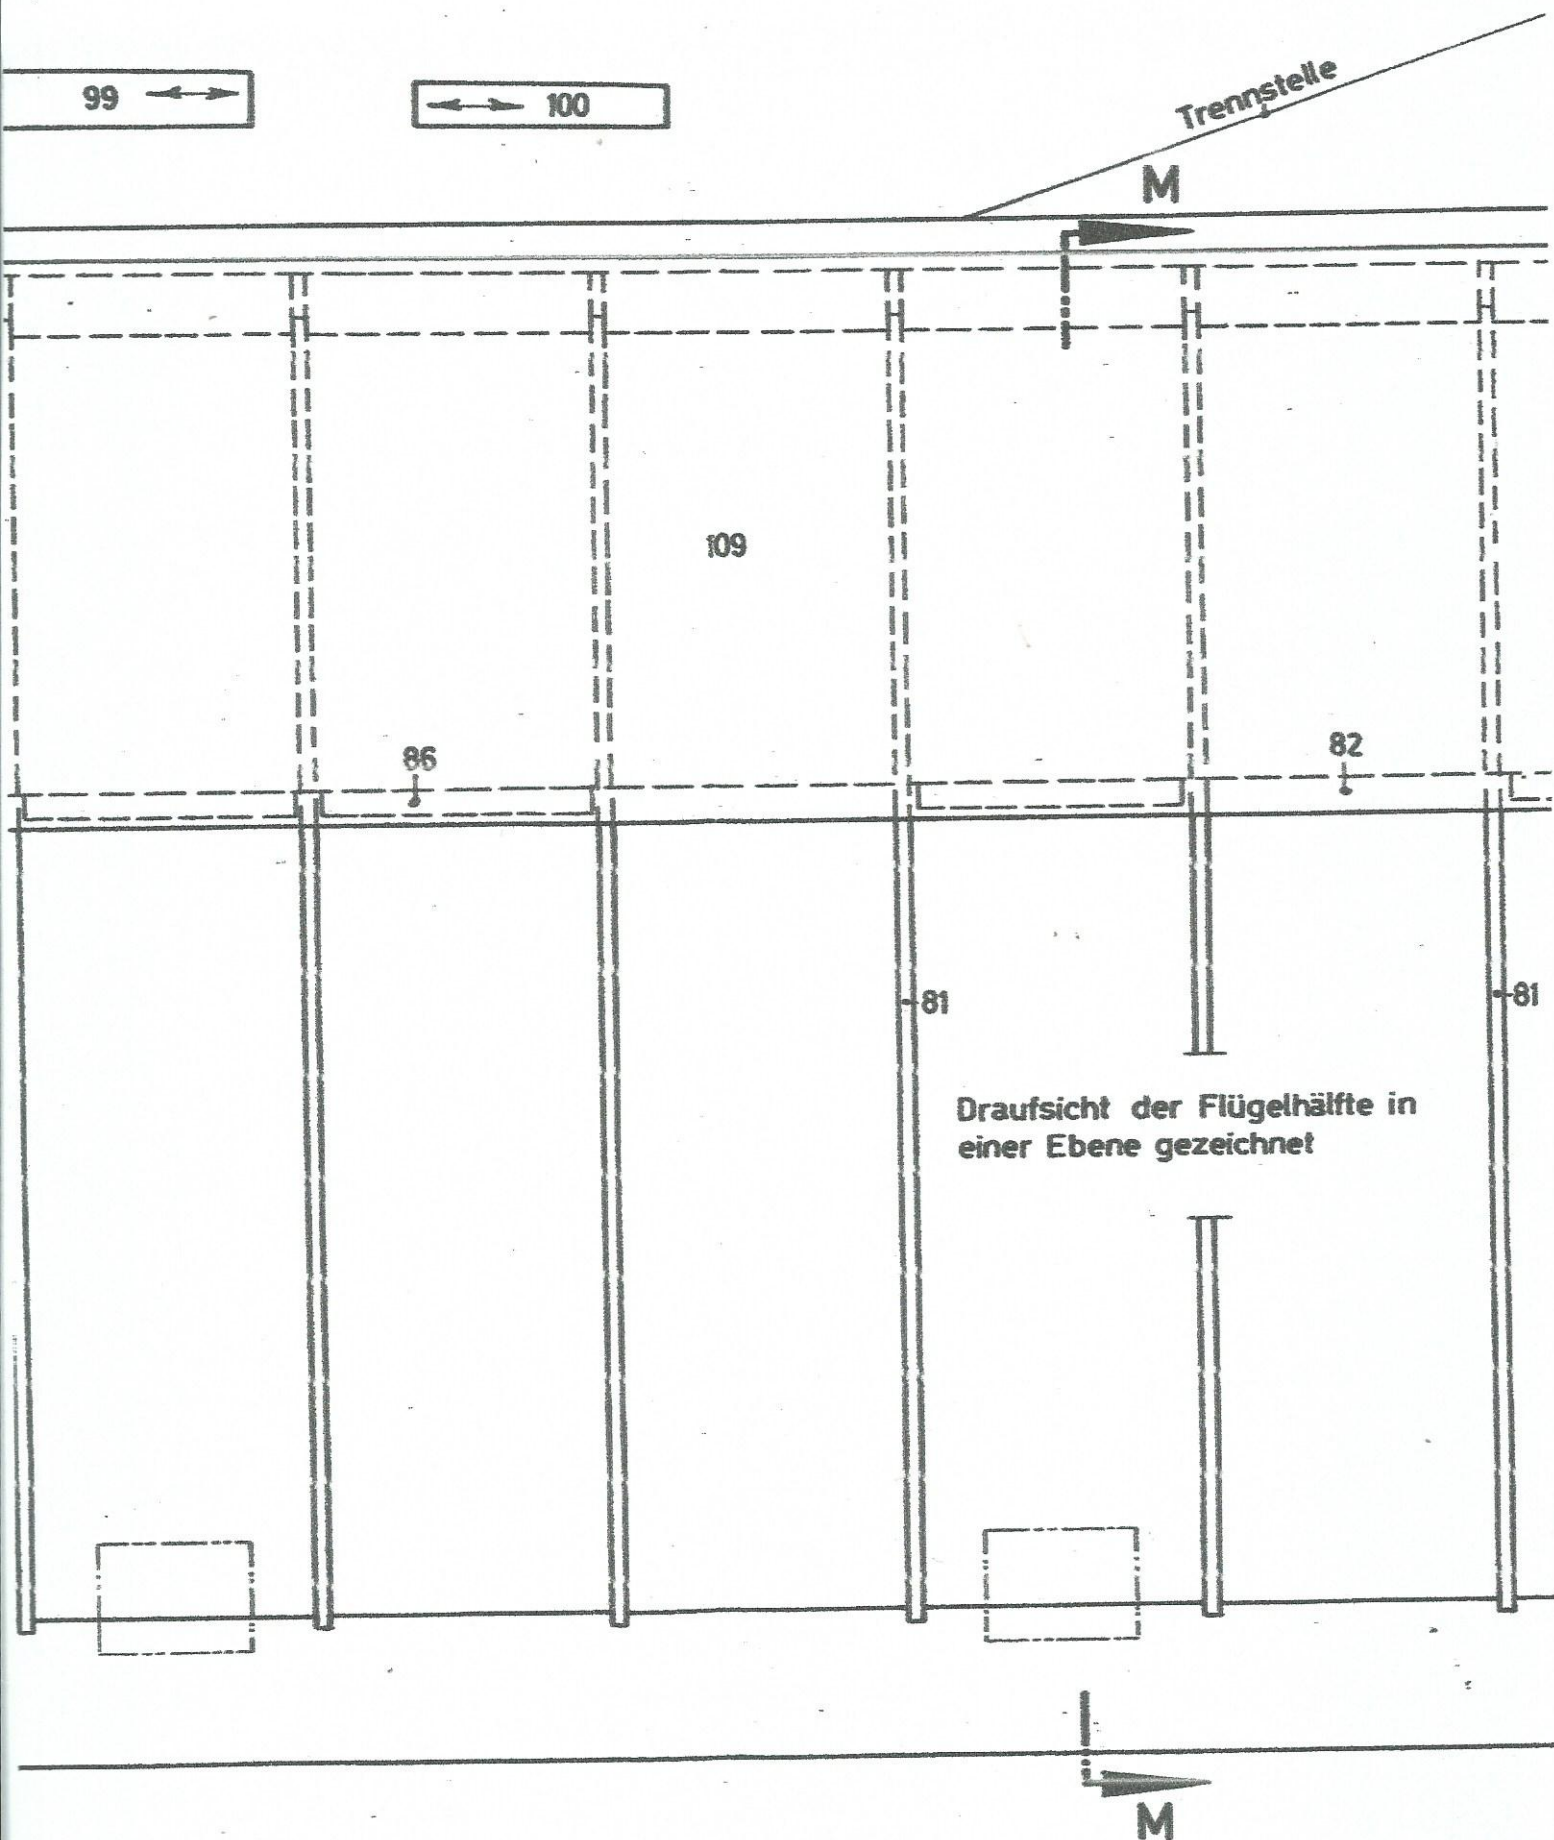 99
100
Trennstelle
M
109
86
82
81
81
Draufsicht der Flügelhälfte in
einer Ebene gezeichnet
M